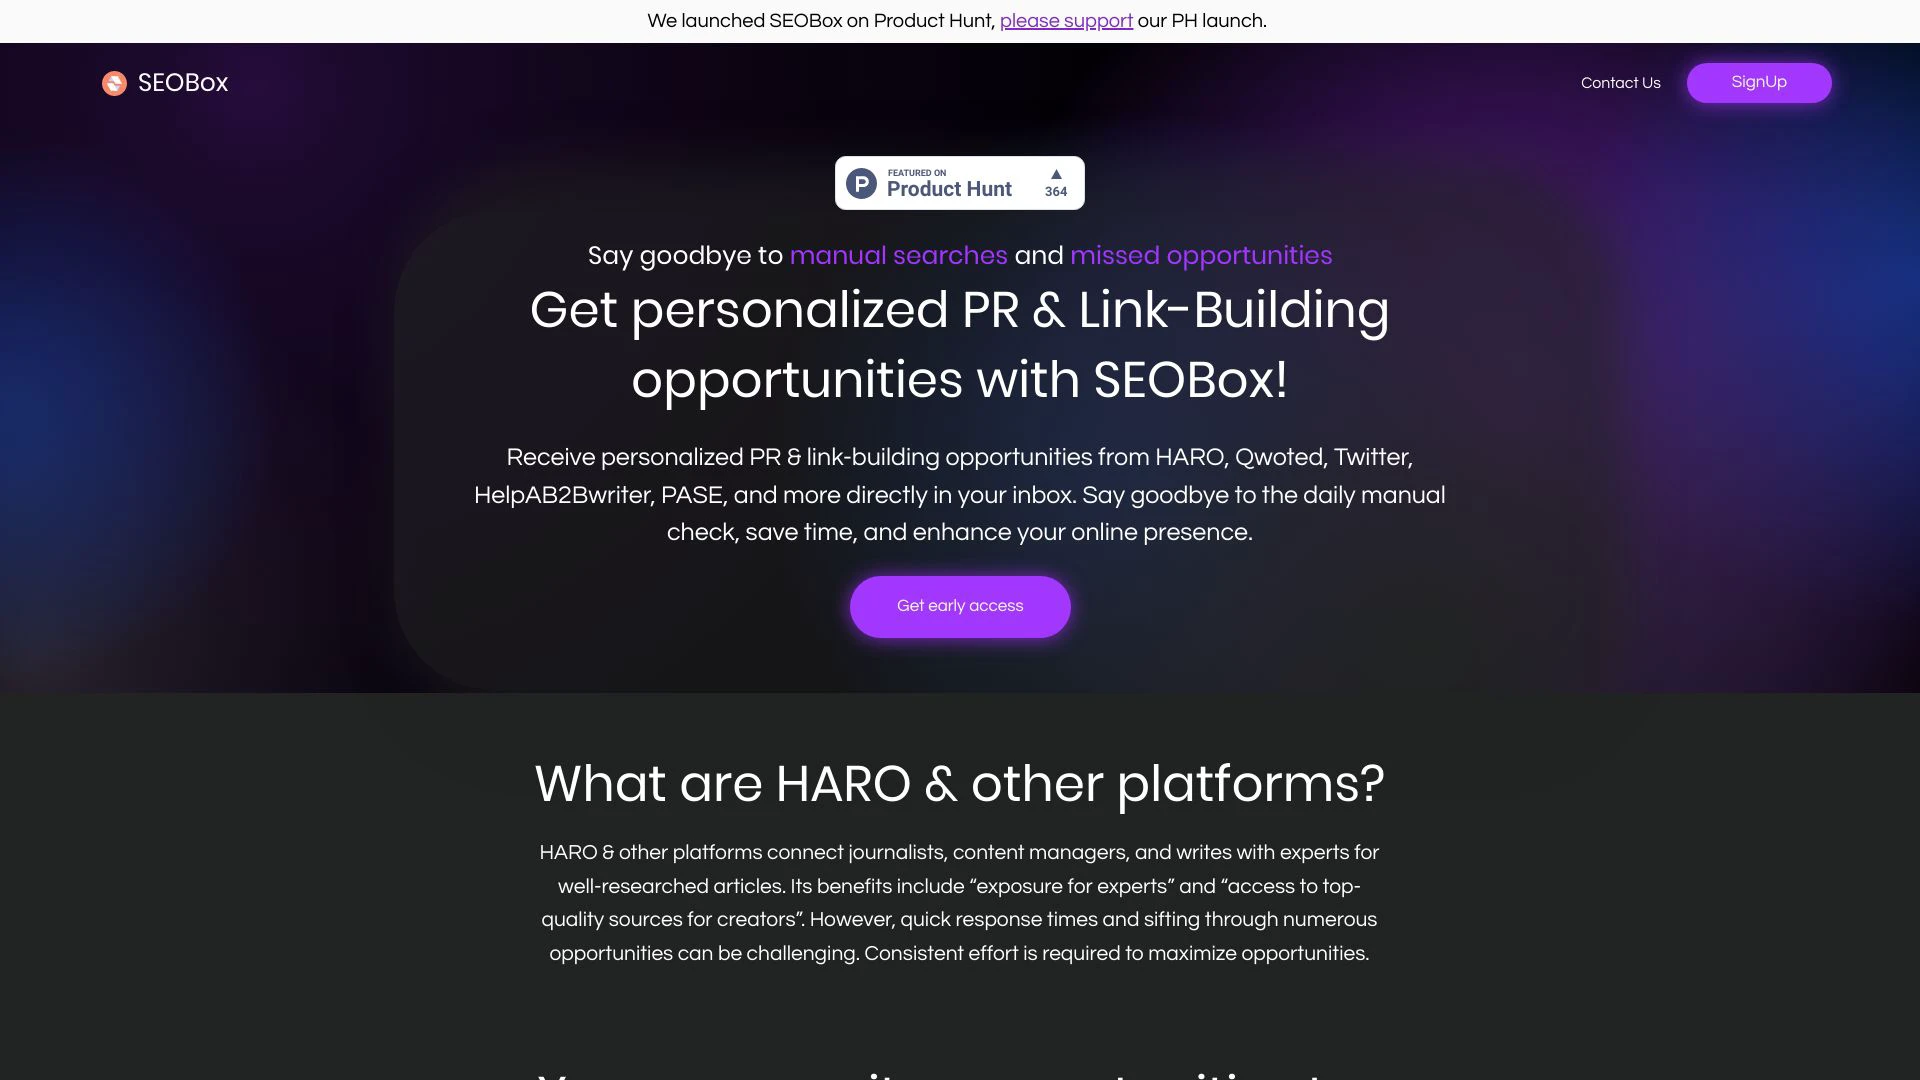 We launched SEOBox on Product Hunt, please support our PH launch.
SEOBox
Contact Us
SignUp
FEATURED ON
Product Hunt
364
Say goodbye to manual searches and missed opportunities
Get personalized PR & Link-Building
opportunities with SEOBox!
Receive personalized PR & link-building opportunities from HARO, Qwoted, Twitter,
HelpAB2Bwriter, PASE, and more directly in your inbox. Say goodbye to the daily manual
check, save time, and enhance your online presence.
Get early access
What are HARO & other platforms?
HARO & other platforms connect journalists, content managers, and writes with experts for
well-researched articles. Its benefits include “exposure for experts” and “access to top-
quality sources for creators”. However, quick response times and sifting through numerous
opportunities can be challenging. Consistent effort is required to maximize opportunities.